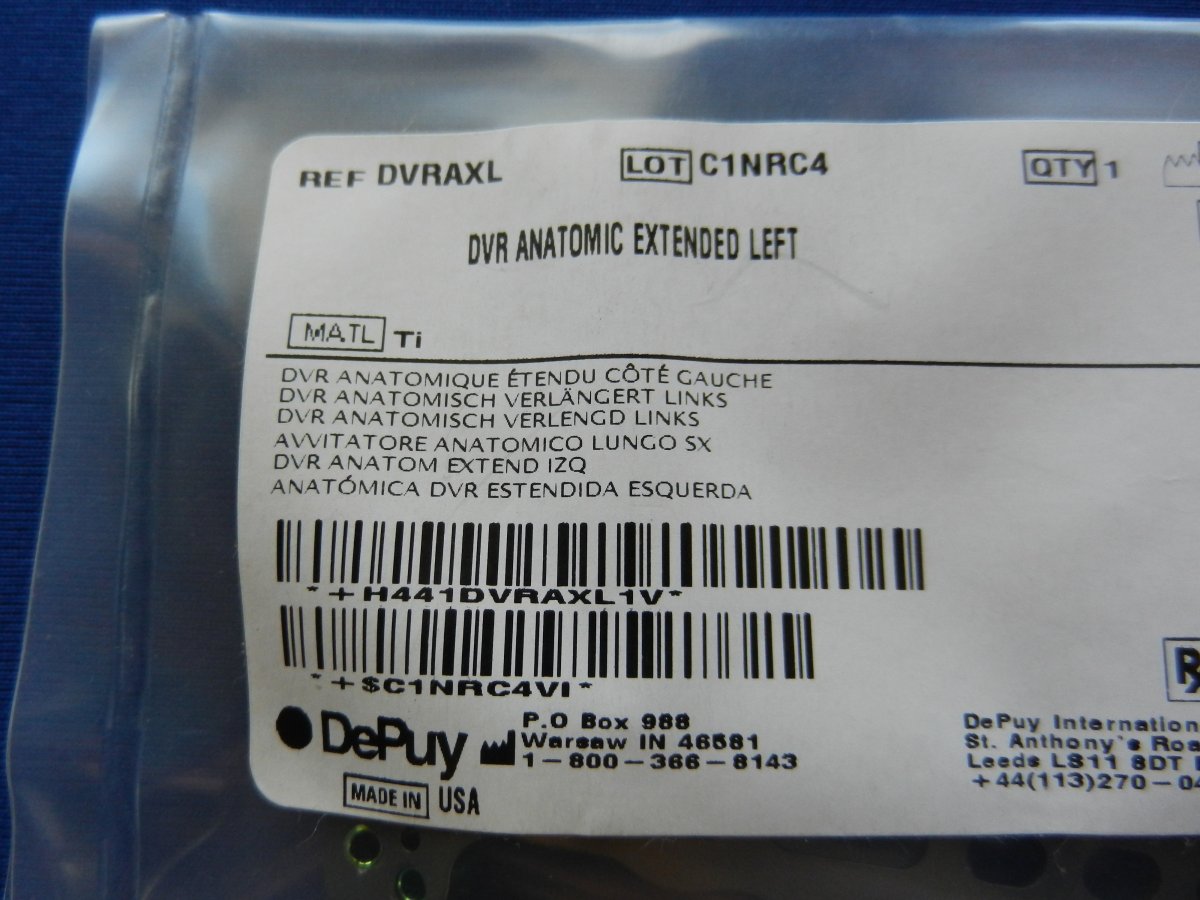 REF DVRAXL LOT C1NRC4 QTY 1
DVR ANATOMIC EXTENDED LEFT
MATL Ti
DVR ANATOMIQUE ÉTENDU CÔTÉ GAUCHE
DVR ANATOMISCH VERLÄNGERT LINKS
DVR ANATOMISCH VERLENGD LINKS
AVVITATORE ANATOMICO LUNGO SX
DVR ANATOM EXTEND IZQ
ANATÓMICA DVR ESTENDIDA ESQUERDA
*+H441DVRAXL1V*
*+$C1NRC4VI*
DePuy
P.O Box 988
Warsaw IN 46581
1-800-366-8143
MADE IN USA
Rx
DePuy Internation
St. Anthony's Roa
Leeds LS11 8DT
+44(113)270-04